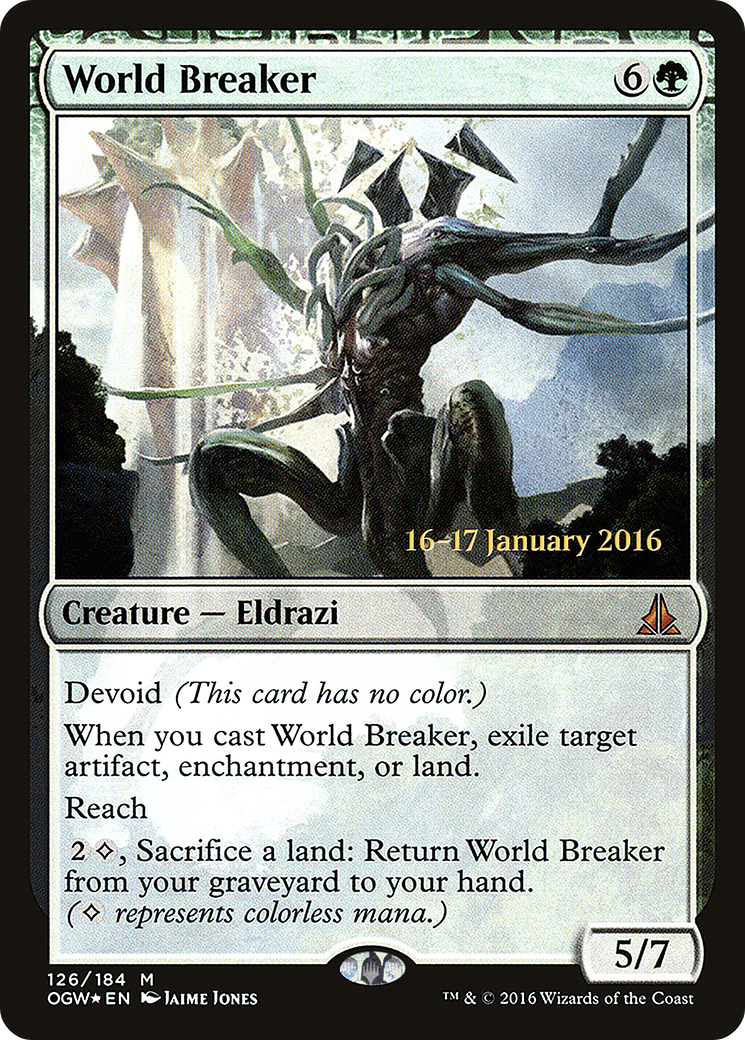 World Breaker 6
16–17 January 2016
Creature — Eldrazi
Devoid (This card has no color.)
When you cast World Breaker, exile target
artifact, enchantment, or land.
Reach
2◇, Sacrifice a land: Return World Breaker
from your graveyard to your hand.
(◇ represents colorless mana.)
5/7
126/184 M
OGW★EN Jaime Jones
™ & © 2016 Wizards of the Coast